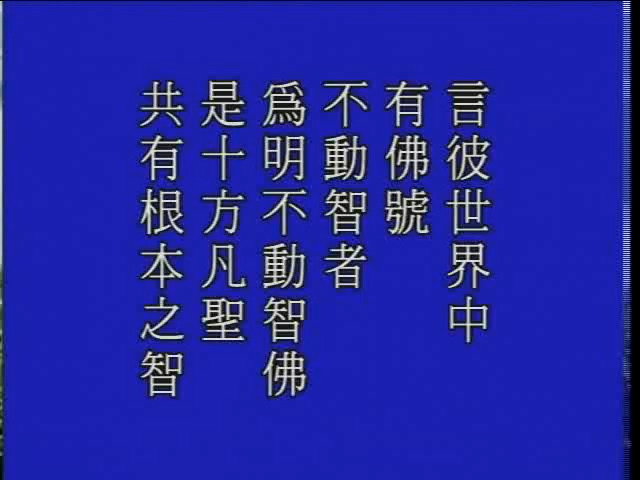 言彼世界中
有佛號
不動智者
爲明不動智佛
是十方凡聖
共有根本之智